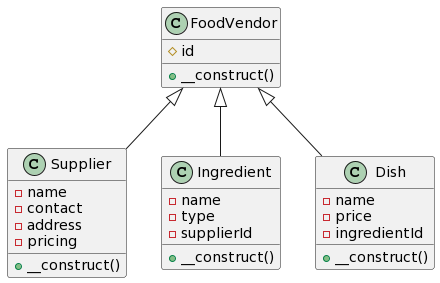 C FoodVendor
id
__construct()
C Supplier
name
contact
address
pricing
__construct()
C Ingredient
name
type
supplierId
__construct()
C Dish
name
price
ingredientId
__construct()